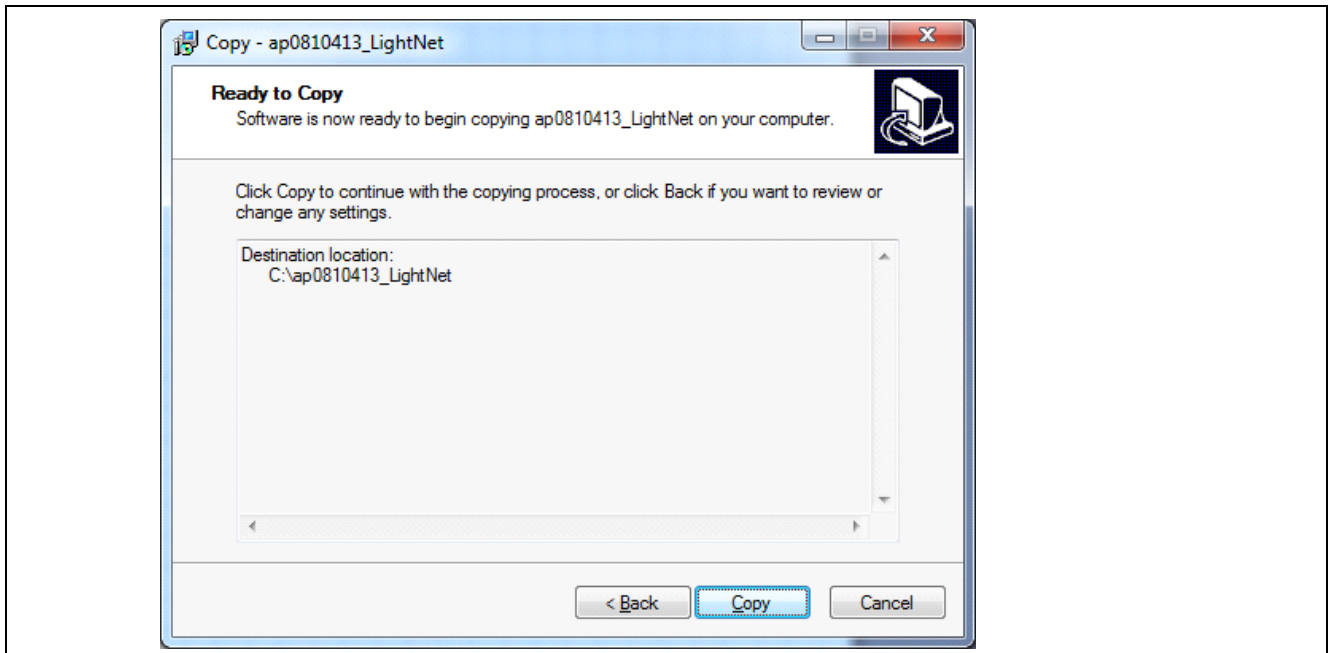 Copy - ap0810413_LightNet
Ready to Copy
Software is now ready to begin copying ap0810413_LightNet on your computer.
Click Copy to continue with the copying process, or click Back if you want to review or
change any settings.
Destination location:
C:\ap0810413_LightNet
< Back
Copy
Cancel